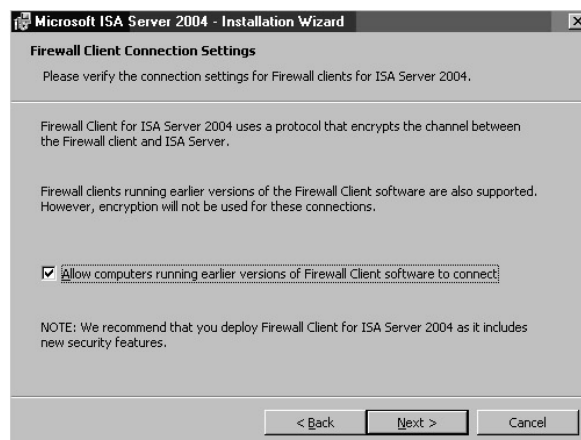 Microsoft ISA Server 2004 - Installation Wizard
Firewall Client Connection Settings
Please verify the connection settings for Firewall clients for ISA Server 2004.
Firewall Client for ISA Server 2004 uses a protocol that encrypts the channel between
the Firewall client and ISA Server.
Firewall clients running earlier versions of the Firewall Client software are also supported.
However, encryption will not be used for these connections.
Allow computers running earlier versions of Firewall Client software to connect
NOTE: We recommend that you deploy Firewall Client for ISA Server 2004 as it includes
new security features.
< Back Next > Cancel